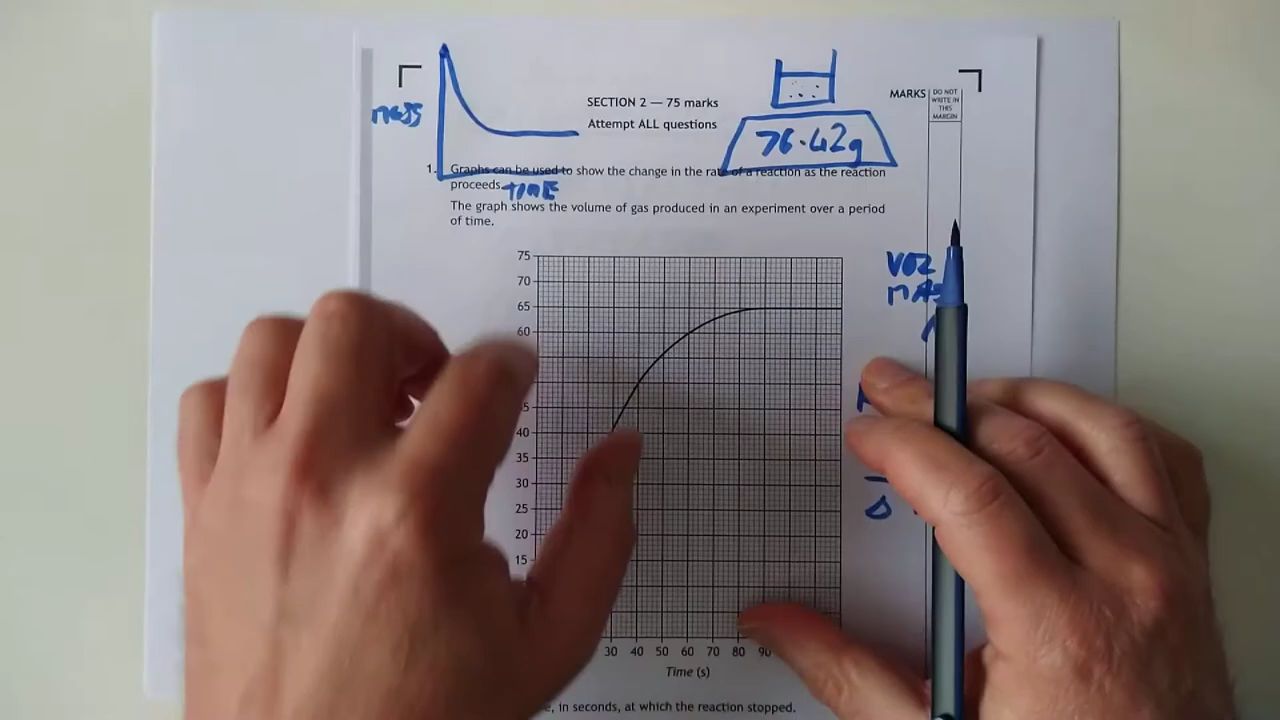 SECTION 2 — 75 marks
Attempt ALL questions
MARKS
DO NOT
WRITE IN
THIS
MARGIN
MASS
76.42g
1. Graphs can be used to show the change in the rate of a reaction as the reaction
proceeds.
TIME
The graph shows the volume of gas produced in an experiment over a period
of time.
VOL
75
70
65
60
45
40
35
30
25
20
15
30 40 50 60 70 80 90
Time (s)
, in seconds, at which the reaction stopped.